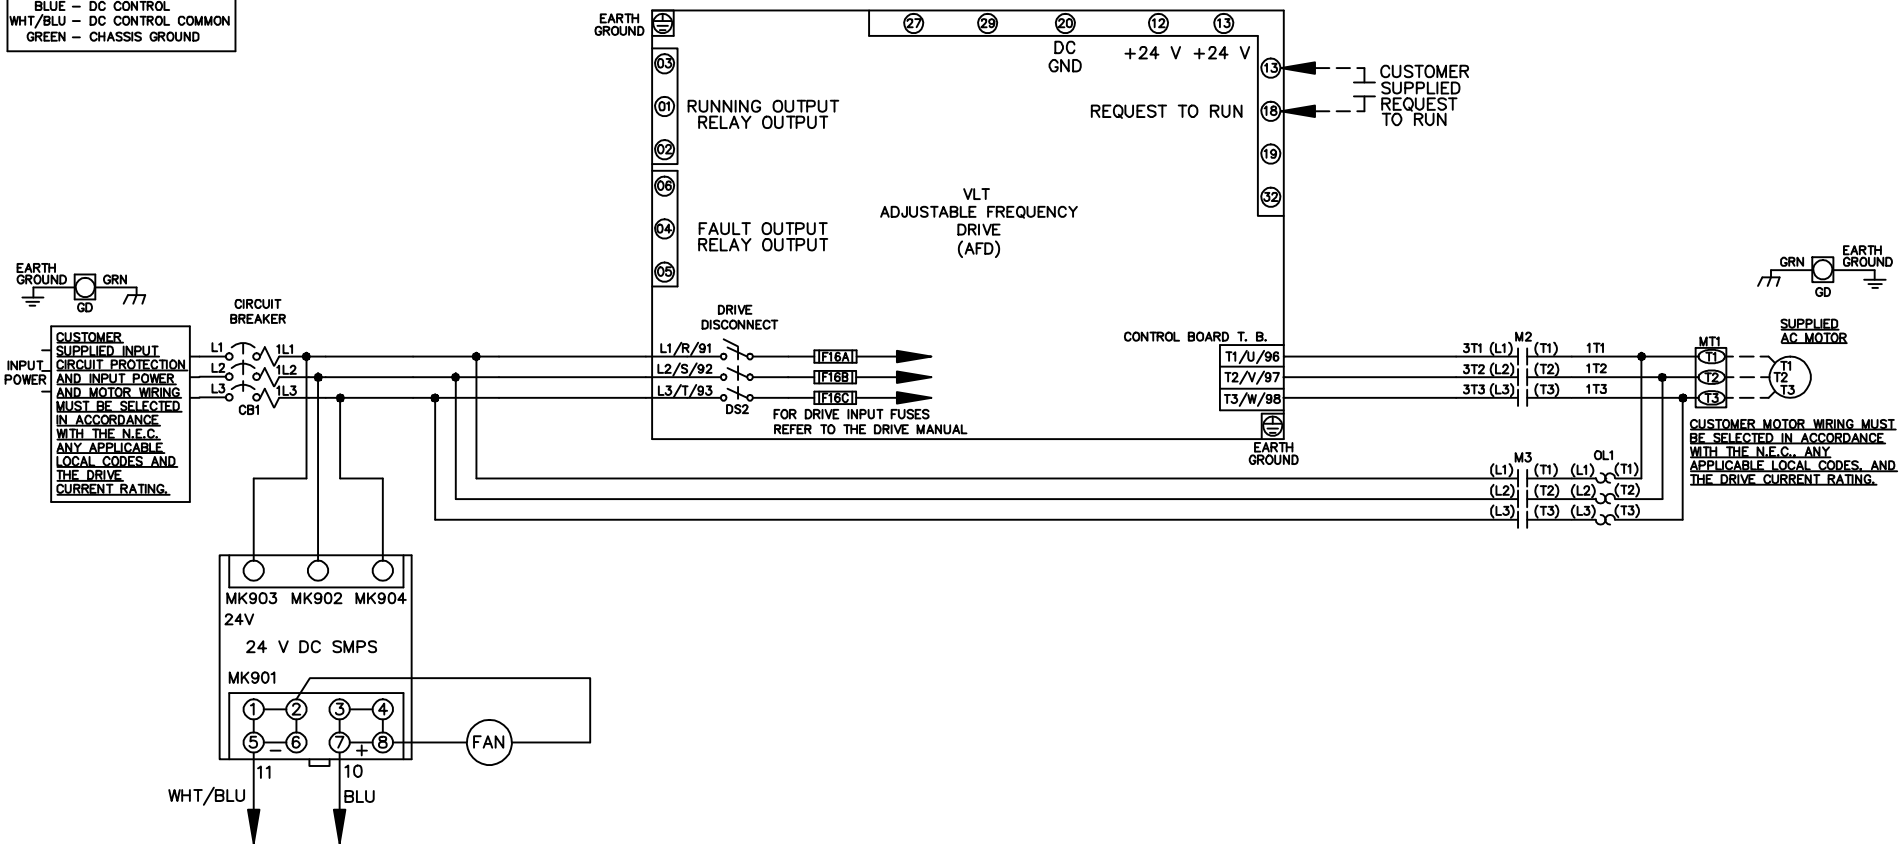 BLUE – DC CONTROL
WHT/BLU – DC CONTROL COMMON
GREEN – CHASSIS GROUND
EARTH
GROUND
27
29
20
12
13
DC
GND
+24 V
+24 V
03
01
02
RUNNING OUTPUT
RELAY OUTPUT
06
04
05
FAULT OUTPUT
RELAY OUTPUT
VLT
ADJUSTABLE FREQUENCY
DRIVE
(AFD)
REQUEST TO RUN
13
18
19
32
CUSTOMER
SUPPLIED
REQUEST
TO RUN
EARTH
GROUND
GRN
GD
INPUT
POWER
CUSTOMER
SUPPLIED INPUT
CIRCUIT PROTECTION
AND INPUT POWER
AND MOTOR WIRING
MUST BE SELECTED
IN ACCORDANCE
WITH THE N.E.C.
ANY APPLICABLE
LOCAL CODES AND
THE DRIVE
CURRENT RATING.
CIRCUIT
BREAKER
L1
1L1
L2
1L2
L3
1L3
CB1
DRIVE
DISCONNECT
L1/R/91
L2/S/92
L3/T/93
DS2
F16A
F16B
F16C
FOR DRIVE INPUT FUSES
REFER TO THE DRIVE MANUAL
CONTROL BOARD T. B.
T1/U/96
T2/V/97
T3/W/98
EARTH
GROUND
M2
3T1 (L1) (T1) 1T1
3T2 (L2) (T2) 1T2
3T3 (L3) (T3) 1T3
M3
OL1
(L1) (T1) (L1) (T1)
(L2) (T2) (L2) (T2)
(L3) (T3) (L3) (T3)
GRN
EARTH
GROUND
GD
SUPPLIED
AC MOTOR
MT1
T1
T2
T3
T1
T2
T3
CUSTOMER MOTOR WIRING MUST
BE SELECTED IN ACCORDANCE
WITH THE N.E.C., ANY
APPLICABLE LOCAL CODES, AND
THE DRIVE CURRENT RATING.
MK903 MK902 MK904
24V
24 V DC SMPS
MK901
1 2 3 4
5 – 6 7 + 8
FAN
11
10
WHT/BLU
BLU